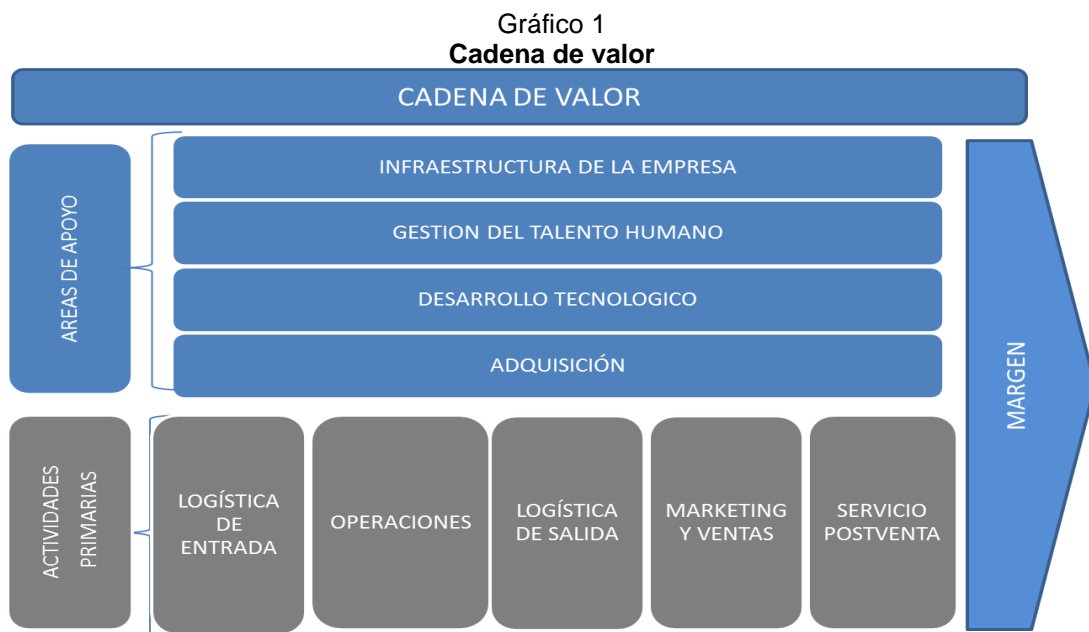 Gráfico 1
Cadena de valor
CADENA DE VALOR
AREAS DE APOYO
INFRAESTRUCTURA DE LA EMPRESA
GESTION DEL TALENTO HUMANO
DESARROLLO TECNOLOGICO
ADQUISICIÓN
MARGEN
ACTIVIDADES
PRIMARIAS
LOGÍSTICA
DE
ENTRADA
OPERACIONES
LOGÍSTICA
DE SALIDA
MARKETING
Y VENTAS
SERVICIO
POSTVENTA